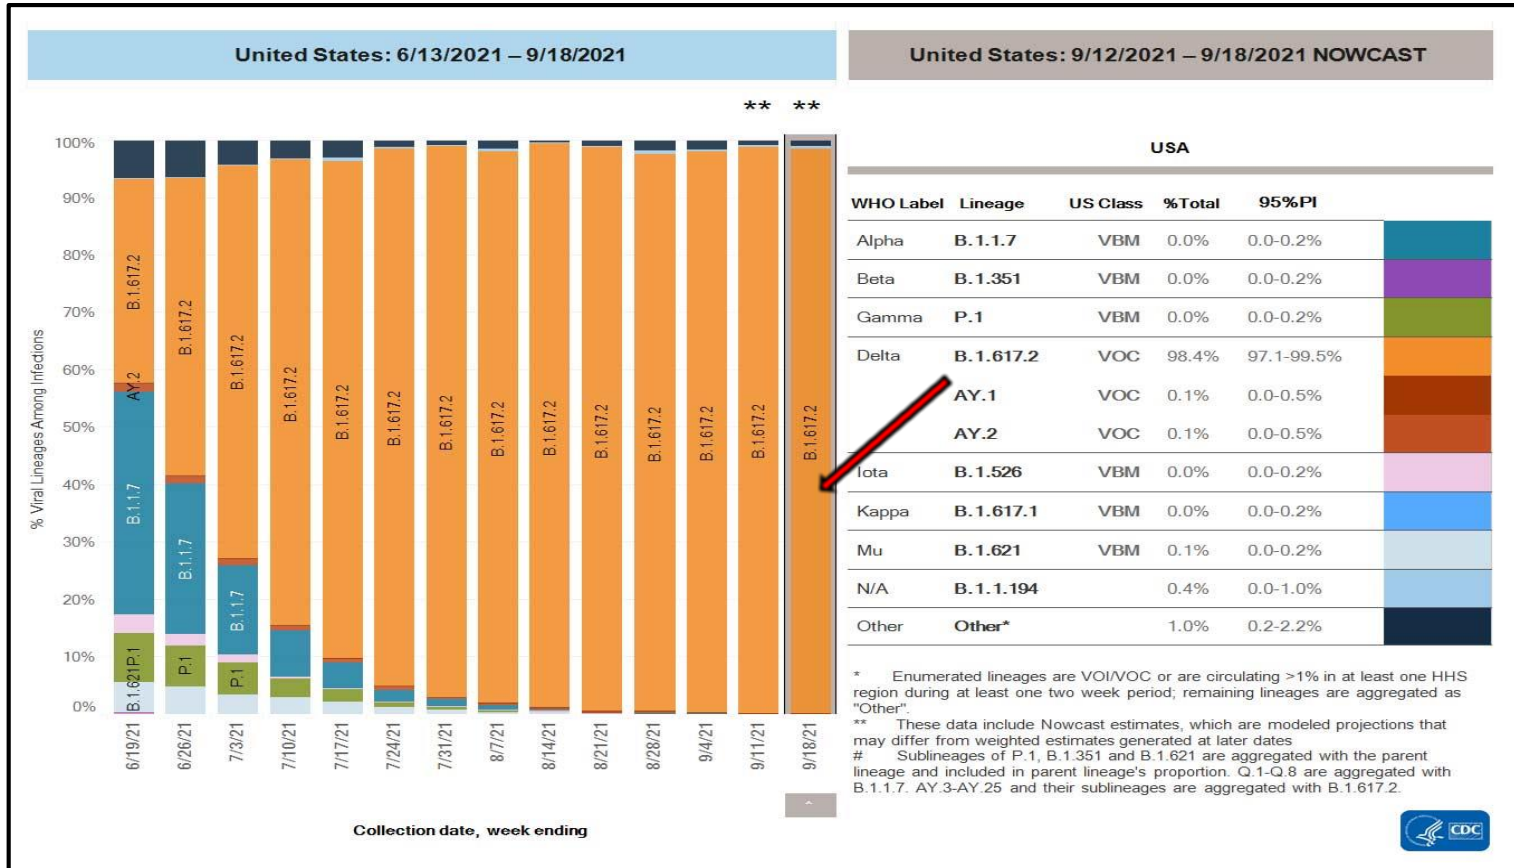 United States: 6/13/2021 – 9/18/2021
United States: 9/12/2021 – 9/18/2021 NOWCAST
** **
% Viral Lineages Among Infections
100%
90%
80%
70%
60%
50%
40%
30%
20%
10%
0%
B.1.617.2
AY.2
B.1.1.7
P.1
B.1.621
B.1.617.2
B.1.1.7
P.1
B.1.617.2
B.1.1.7
P.1
B.1.617.2
B.1.617.2
B.1.617.2
B.1.617.2
B.1.617.2
B.1.617.2
B.1.617.2
B.1.617.2
B.1.617.2
B.1.617.2
B.1.617.2
6/19/21
6/26/21
7/3/21
7/10/21
7/17/21
7/24/21
7/31/21
8/7/21
8/14/21
8/21/21
8/28/21
9/4/21
9/11/21
9/18/21
Collection date, week ending
USA
WHO Label Lineage US Class %Total 95%PI
Alpha B.1.1.7 VBM 0.0% 0.0-0.2%
Beta B.1.351 VBM 0.0% 0.0-0.2%
Gamma P.1 VBM 0.0% 0.0-0.2%
Delta B.1.617.2 VOC 98.4% 97.1-99.5%
AY.1 VOC 0.1% 0.0-0.5%
AY.2 VOC 0.1% 0.0-0.5%
Iota B.1.526 VBM 0.0% 0.0-0.2%
Kappa B.1.617.1 VBM 0.0% 0.0-0.2%
Mu B.1.621 VBM 0.1% 0.0-0.2%
N/A B.1.1.194 0.4% 0.0-1.0%
Other Other* 1.0% 0.2-2.2%
* Enumerated lineages are VOI/VOC or are circulating >1% in at least one HHS
region during at least one two week period; remaining lineages are aggregated as
"Other".
** These data include Nowcast estimates, which are modeled projections that
may differ from weighted estimates generated at later dates
# Sublineages of P.1, B.1.351 and B.1.621 are aggregated with the parent
lineage and included in parent lineage's proportion. Q.1-Q.8 are aggregated with
B.1.1.7. AY.3-AY.25 and their sublineages are aggregated with B.1.617.2.
CDC